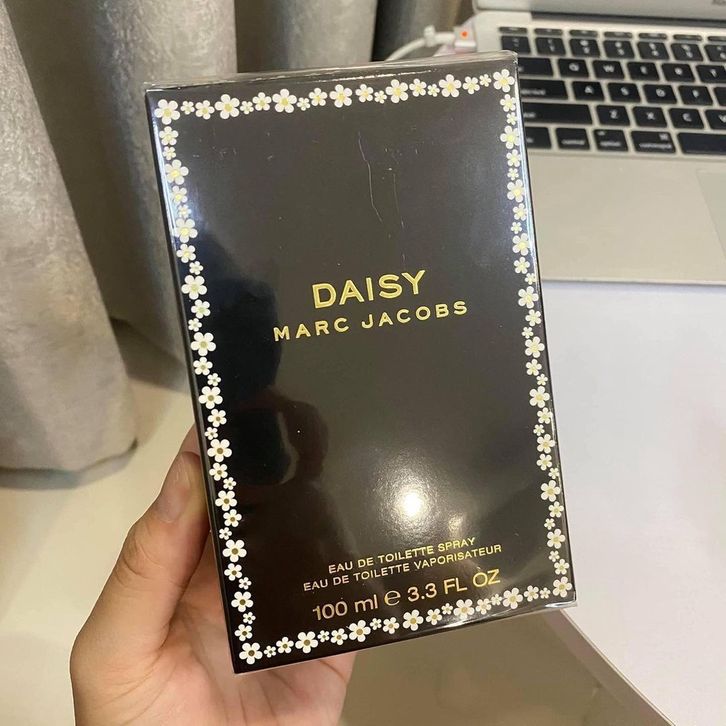 DAISY
MARC JACOBS
EAU DE TOILETTE SPRAY
EAU DE TOILETTE VAPORISATEUR
100 ml ℮ 3.3 FL OZ